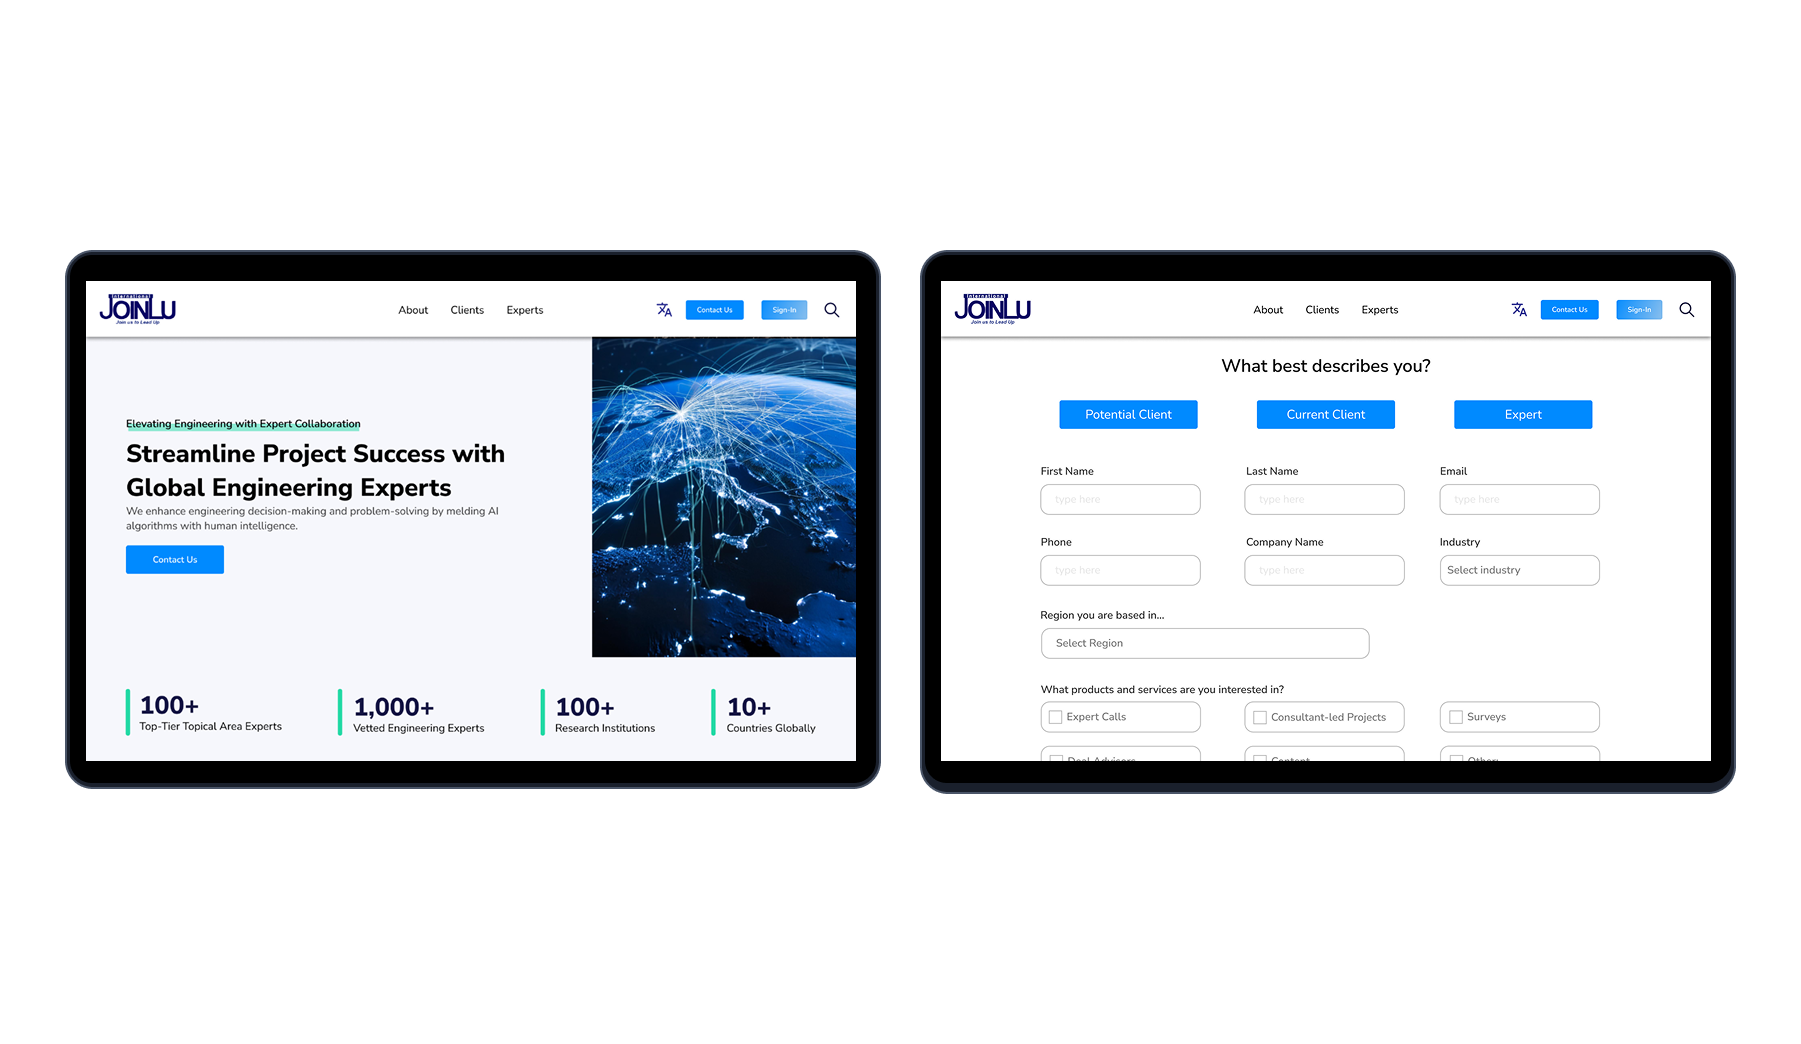 International
JOINLU
Join us to Lead Up
About
Clients
Experts
Contact Us
Sign-In
Elevating Engineering with Expert Collaboration
Streamline Project Success with
Global Engineering Experts
We enhance engineering decision-making and problem-solving by melding AI
algorithms with human intelligence.
Contact Us
100+
Top-Tier Topical Area Experts
1,000+
Vetted Engineering Experts
100+
Research Institutions
10+
Countries Globally
International
JOINLU
Join us to Lead Up
About
Clients
Experts
Contact Us
Sign-In
What best describes you?
Potential Client
Current Client
Expert
First Name
Last Name
Email
type here
type here
type here
Phone
Company Name
Industry
type here
type here
Select industry
Region you are based in...
Select Region
What products and services are you interested in?
Expert Calls
Consultant-led Projects
Surveys
Deal Advisors
Content
Other: